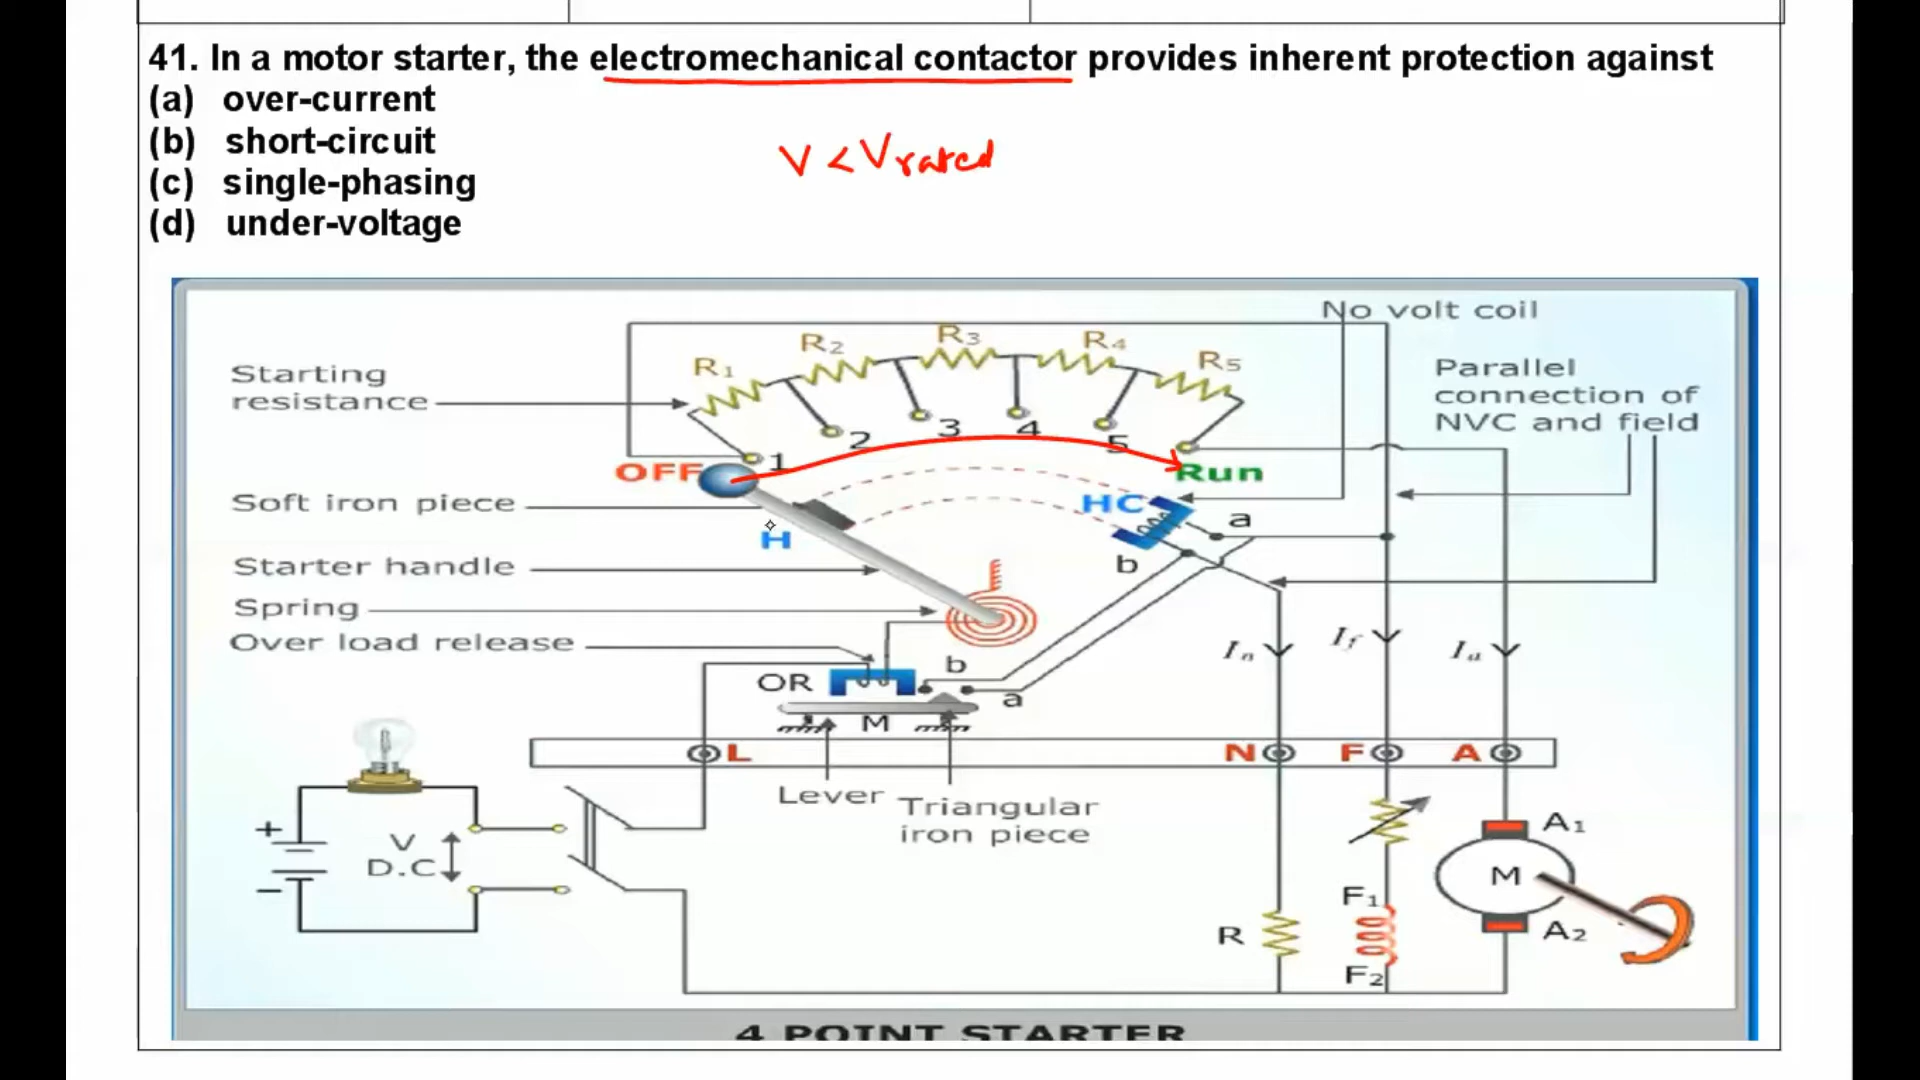 41. In a motor starter, the electromechanical contactor provides inherent protection against
(a) over-current
(b) short-circuit
(c) single-phasing
(d) under-voltage
V < Vrated
No volt coil
R1
R2
R3
R4
R5
Starting
resistance
Parallel
connection of
NVC and field
1
2
3
4
5
OFF
Run
Soft iron piece
H
HC
a
b
Starter handle
Spring
Over load release
OR
b
a
M
In
If
Ia
L
N
F
A
Lever
Triangular
iron piece
+
V
D.C
−
R
F1
F2
A1
M
A2
4 POINT STARTER